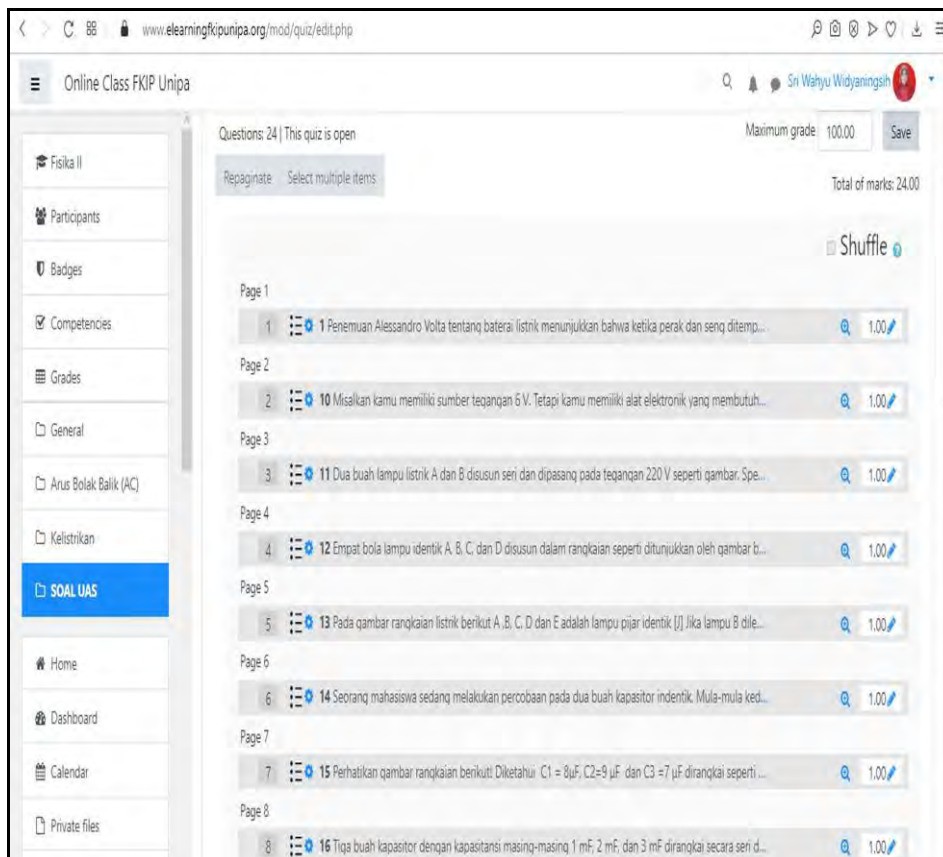 www.elearningfkipunipa.org/mod/quiz/edit.php
Online Class FKIP Unipa
Sri Wahyu Widyaningsih
Fisika II
Participants
Badges
Competencies
Grades
General
Arus Bolak Balik (AC)
Kelistrikan
SOAL UAS
Home
Dashboard
Calendar
Private files
Questions: 24 | This quiz is open
Maximum grade 100.00 Save
Repaginate Select multiple items
Total of marks: 24.00
Shuffle
Page 1
1 1 Penemuan Alessandro Volta tentang baterai listrik menunjukkan bahwa ketika perak dan seng ditemp... 1.00
Page 2
2 10 Misalkan kamu memiliki sumber tegangan 6 V. Tetapi kamu memiliki alat elektronik yang membutuh... 1.00
Page 3
3 11 Dua buah lampu listrik A dan B disusun seri dan dipasang pada tegangan 220 V seperti gambar. Spe... 1.00
Page 4
4 12 Empat bola lampu identik A, B, C, dan D disusun dalam rangkaian seperti ditunjukkan oleh gambar b... 1.00
Page 5
5 13 Pada gambar rangkaian listrik berikut A ,B, C, D dan E adalah lampu pijar identik [/] Jika lampu B dile... 1.00
Page 6
6 14 Seorang mahasiswa sedang melakukan percobaan pada dua buah kapasitor indentik. Mula-mula ked... 1.00
Page 7
7 15 Perhatikan gambar rangkaian berikut! Diketahui C1 = 8μF, C2=9 μF dan C3 =7 μF dirangkai seperti ... 1.00
Page 8
8 16 Tiga buah kapasitor dengan kapasitansi masing-masing 1 mF, 2 mF, dan 3 mF dirangkai secara seri d... 1.00